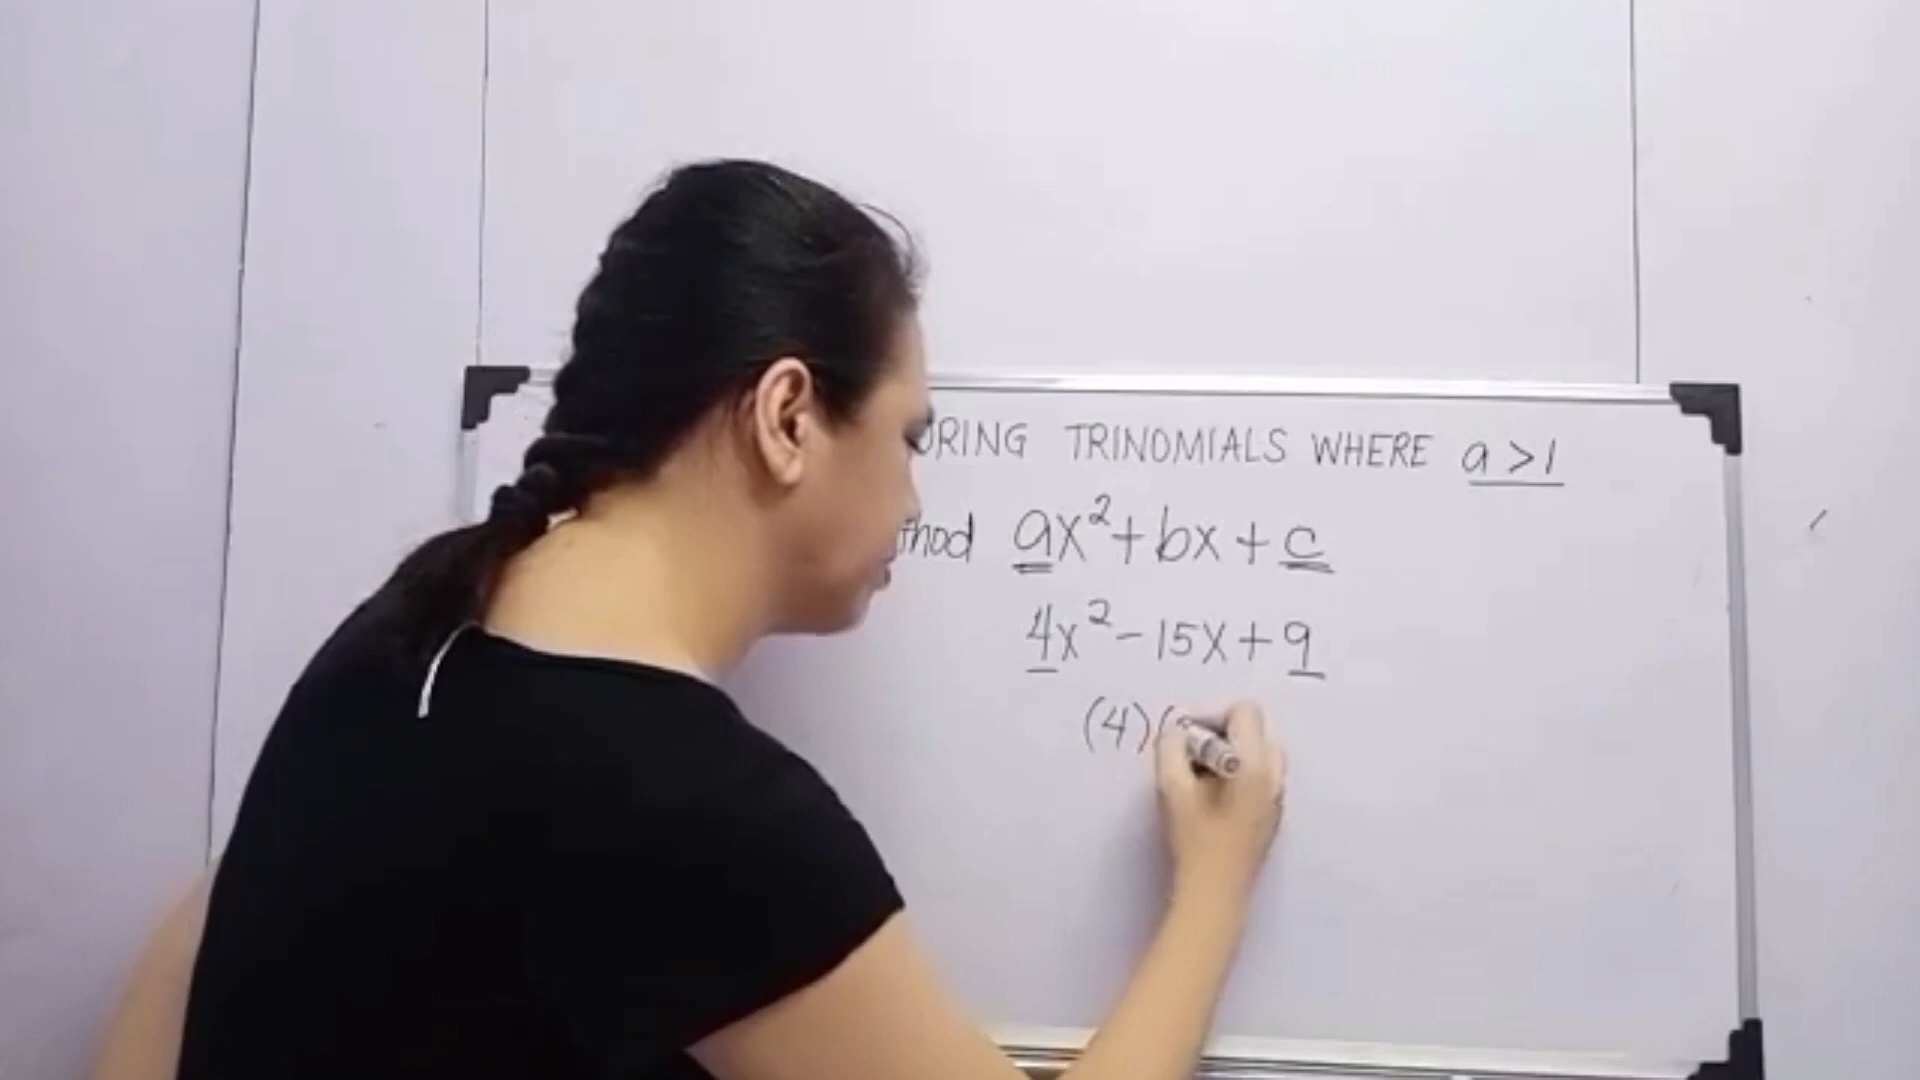 ORING TRINOMIALS WHERE a > 1
thod ax² + bx + c
4x² - 15x + 9
(4)(